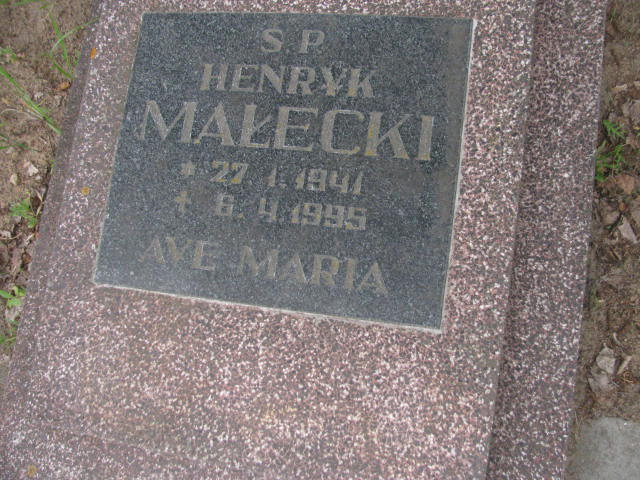 Ś.P.
HENRYK
MAŁECKI
* 27.1.1941
† 6.4.1995
AVE MARIA